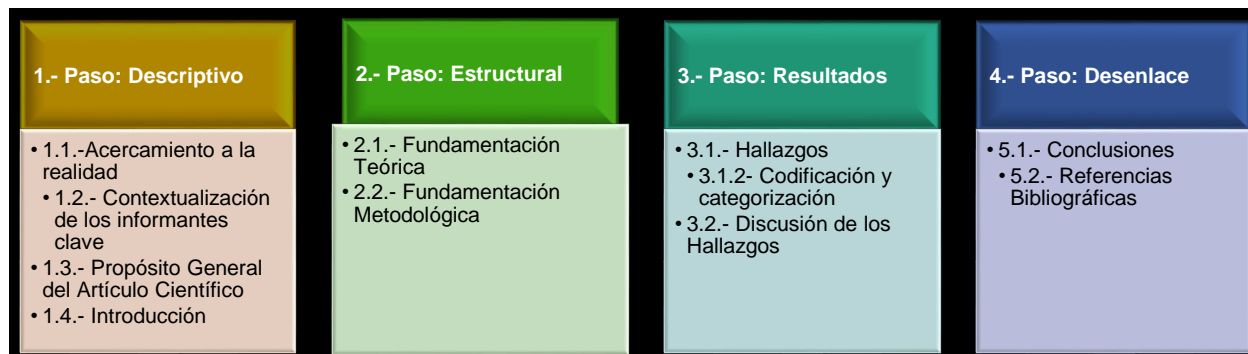 1.- Paso: Descriptivo
• 1.1.-Acercamiento a la
realidad
• 1.2.- Contextualización
de los informantes
clave
• 1.3.- Propósito General
del Artículo Científico
• 1.4.- Introducción
2.- Paso: Estructural
• 2.1.- Fundamentación
Teórica
• 2.2.- Fundamentación
Metodológica
3.- Paso: Resultados
• 3.1.- Hallazgos
• 3.1.2- Codificación y
categorización
• 3.2.- Discusión de los
Hallazgos
4.- Paso: Desenlace
• 5.1.- Conclusiones
• 5.2.- Referencias
Bibliográficas